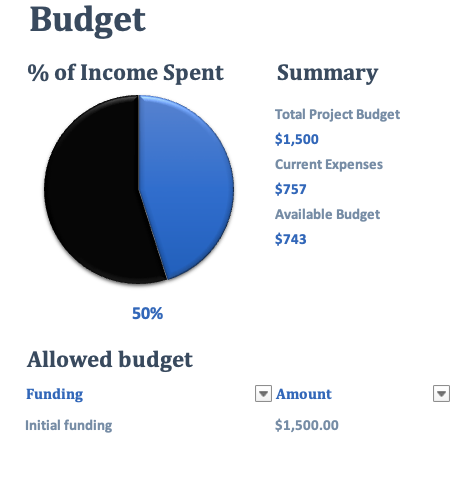 Budget
% of Income Spent
Summary
Total Project Budget
$1,500
Current Expenses
$757
Available Budget
$743
50%
Allowed budget
Funding Amount
Initial funding $1,500.00